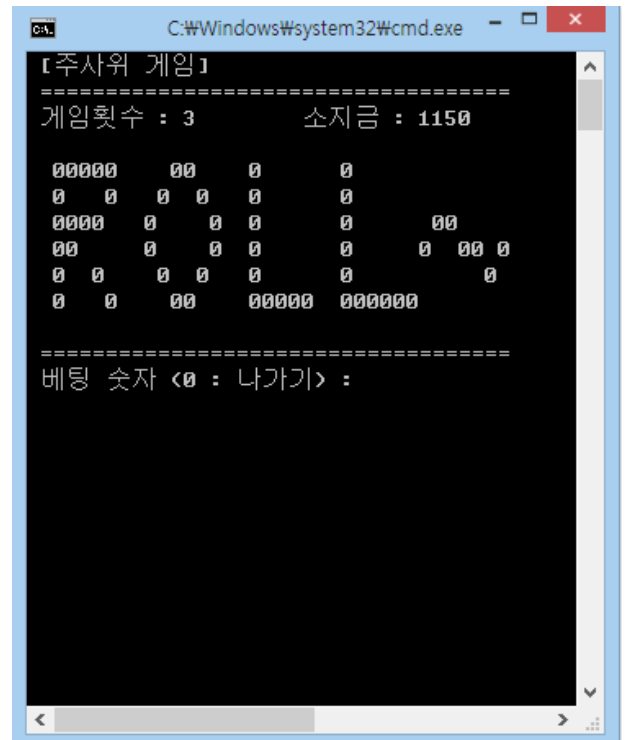 C:₩Windows₩system32₩cmd.exe
[주사위 게임]
====================================
게임횟수 : 3        소지금 : 1150
 00000    00    0      0
 0   0   0  0   0      0
 0000   0    0  0      0      00
 00     0    0  0      0     0  00 0
 0  0    0  0   0      0          0
 0   0    00    00000  000000
====================================
베팅 숫자 (0 : 나가기) :